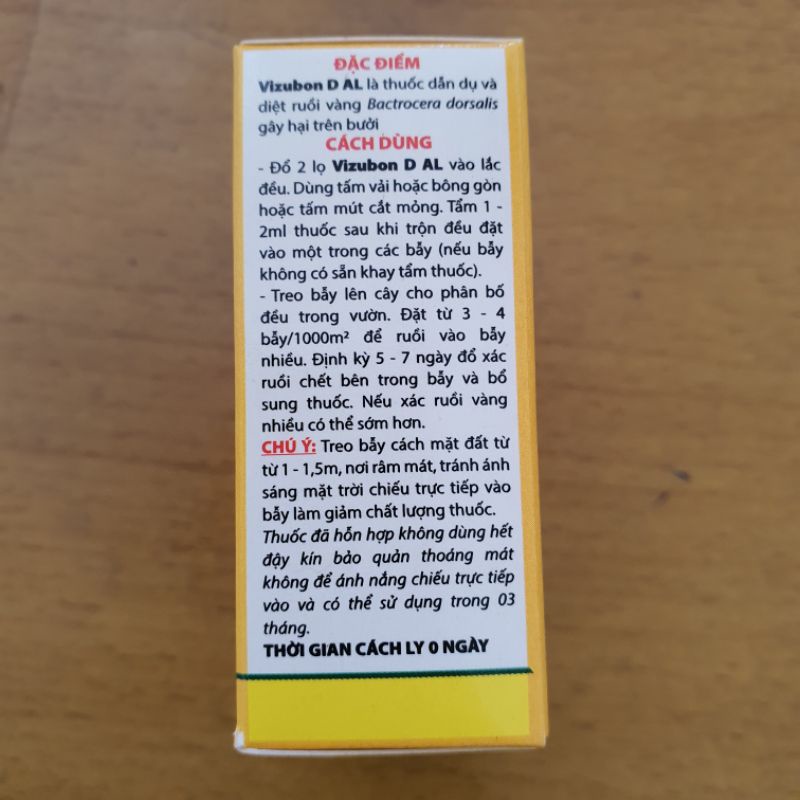 ĐẶC ĐIỂM
Vizubon D AL là thuốc dẫn dụ và
diệt ruồi vàng Bactrocera dorsalis
gây hại trên bưởi
CÁCH DÙNG
- Đổ 2 lọ Vizubon D AL vào lắc
đều. Dùng tấm vải hoặc bông gòn
hoặc tấm mút cắt mỏng. Tẩm 1 -
2ml thuốc sau khi trộn đều đặt
vào một trong các bẫy (nếu bẫy
không có sẵn khay tẩm thuốc).
- Treo bẫy lên cây cho phân bố
đều trong vườn. Đặt từ 3 - 4
bẫy/1000m² để ruồi vào bẫy
nhiều. Định kỳ 5 - 7 ngày đổ xác
ruồi chết bên trong bẫy và bổ
sung thuốc. Nếu xác ruồi vàng
nhiều có thể sớm hơn.
CHÚ Ý: Treo bẫy cách mặt đất từ
từ 1 - 1,5m, nơi râm mát, tránh ánh
sáng mặt trời chiếu trực tiếp vào
bẫy làm giảm chất lượng thuốc.
Thuốc đã hỗn hợp không dùng hết
đậy kín bảo quản thoáng mát
không để ánh nắng chiếu trực tiếp
vào và có thể sử dụng trong 03
tháng.
THỜI GIAN CÁCH LY 0 NGÀY